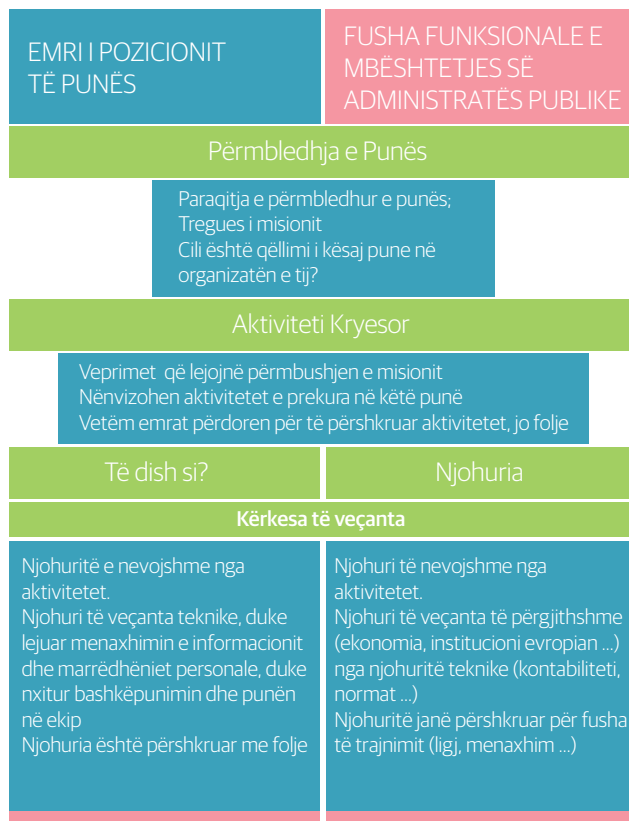 EMRI I POZICIONIT
TË PUNËS
FUSHA FUNKSIONALE E
MBËSHTETJES SË
ADMINISTRATËS PUBLIKE
Përmbledhja e Punës
Paraqitja e përmbledhur e punës;
Tregues i misionit
Cili është qëllimi i kësaj pune në
organizatën e tij?
Aktiviteti Kryesor
Veprimet që lejojnë përmbushjen e misionit
Nënvizohen aktivitetet e prekura në këtë punë
Vetëm emrat përdoren për të përshkruar aktivitetet, jo folje
Të dish si?
Njohuria
Kërkesa të veçanta
Njohuritë e nevojshme nga
aktivitetet.
Njohuri të veçanta teknike, duke
lejuar menaxhimin e informacionit
dhe marrëdhëniet personale, duke
nxitur bashkëpunimin dhe punën
në ekip
Njohuria është përshkruar me folje
Njohuri të nevojshme nga
aktivitetet.
Njohuri të veçanta të përgjithshme
(ekonomia, institucioni evropian ...)
nga njohuritë teknike (kontabiliteti,
normat ...)
Njohuritë janë përshkruar për fusha
të trajnimit (ligj, menaxhim ...)